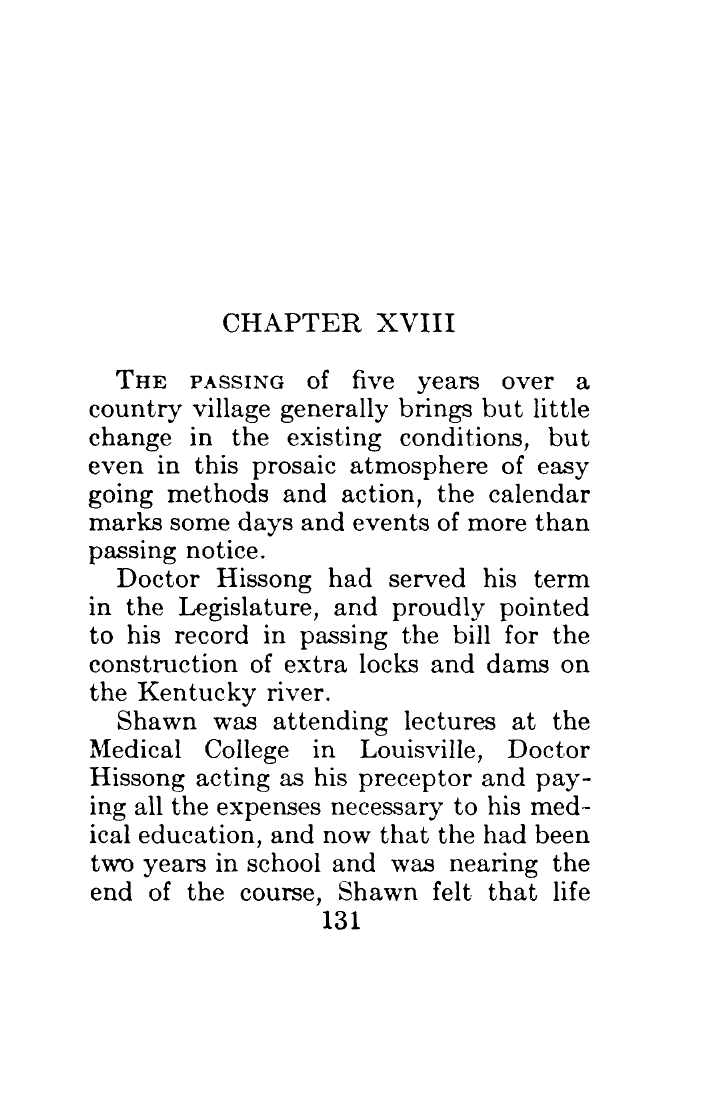 CHAPTER XVIII
THE PASSING of five years over a
country village generally brings but little
change in the existing conditions, but
even in this prosaic atmosphere of easy
going methods and action, the calendar
marks some days and events of more than
passing notice.
Doctor Hissong had served his term
in the Legislature, and proudly pointed
to his record in passing the bill for the
construction of extra locks and dams on
the Kentucky river.
Shawn was attending lectures at the
Medical College in Louisville, Doctor
Hissong acting as his preceptor and pay-
ing all the expenses necessary to his med-
ical education, and now that the had been
two years in school and was nearing the
end of the course, Shawn felt that life
131